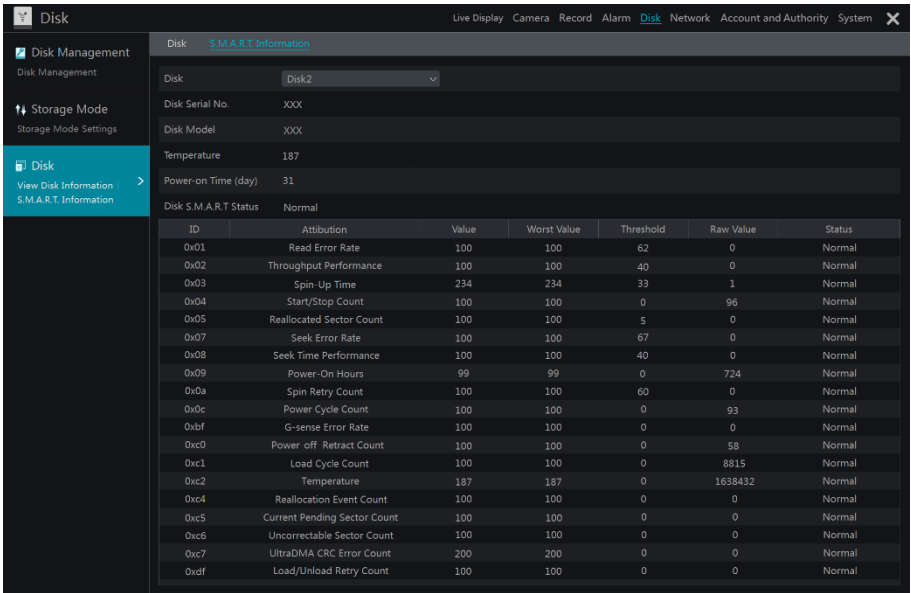 Disk
Live Display Camera Record Alarm Disk Network Account and Authority System
Disk Management
Disk Management
Storage Mode
Storage Mode Settings
Disk
View Disk Information |
S.M.A.R.T. Information
Disk S.M.A.R.T. Information
Disk Disk2
Disk Serial No. XXX
Disk Model XXX
Temperature 187
Power-on Time (day) 31
Disk S.M.A.R.T Status Normal
ID Attibution Value Worst Value Threshold Raw Value Status
0x01 Read Error Rate 100 100 62 0 Normal
0x02 Throughput Performance 100 100 40 0 Normal
0x03 Spin-Up Time 234 234 33 1 Normal
0x04 Start/Stop Count 100 100 0 96 Normal
0x05 Reallocated Sector Count 100 100 5 0 Normal
0x07 Seek Error Rate 100 100 67 0 Normal
0x08 Seek Time Performance 100 100 40 0 Normal
0x09 Power-On Hours 99 99 0 724 Normal
0x0a Spin Retry Count 100 100 60 0 Normal
0x0c Power Cycle Count 100 100 0 93 Normal
0xbf G-sense Error Rate 100 100 0 0 Normal
0xc0 Power off Retract Count 100 100 0 58 Normal
0xc1 Load Cycle Count 100 100 0 8815 Normal
0xc2 Temperature 187 187 0 1638432 Normal
0xc4 Reallocation Event Count 100 100 0 0 Normal
0xc5 Current Pending Sector Count 100 100 0 0 Normal
0xc6 Uncorrectable Sector Count 100 100 0 0 Normal
0xc7 UltraDMA CRC Error Count 200 200 0 0 Normal
0xdf Load/Unload Retry Count 100 100 0 0 Normal